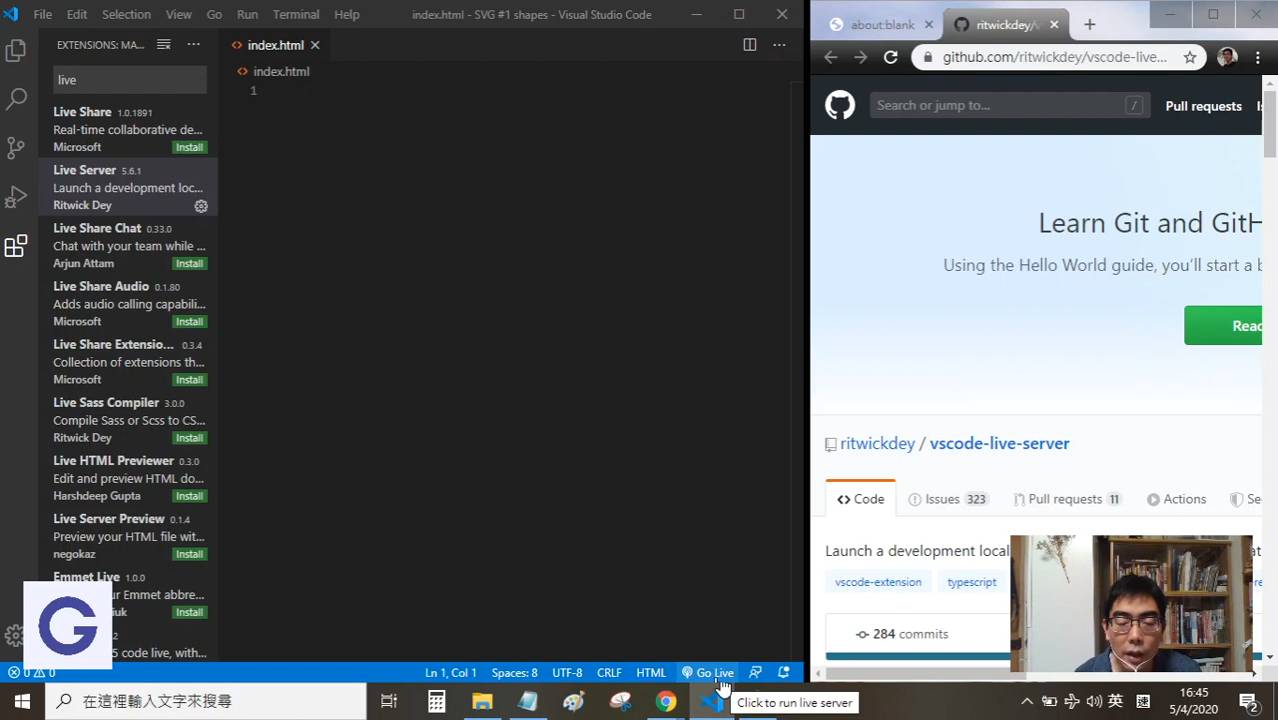 File Edit Selection View Go Run Terminal Help
index.html - SVG #1 shapes - Visual Studio Code
EXTENSIONS: MA...
live
Live Share 1.0.1891
Real-time collaborative de...
Microsoft Install
Live Server 5.6.1
Launch a development loc...
Ritwick Dey
Live Share Chat 0.33.0
Chat with your team while ...
Arjun Attam Install
Live Share Audio 0.1.80
Adds audio calling capabili...
Microsoft Install
Live Share Extensio... 0.3.4
Collection of extensions th...
Microsoft Install
Live Sass Compiler 3.0.0
Compile Sass or Scss to CS...
Ritwick Dey Install
Live HTML Previewer 0.3.0
Edit and preview HTML do...
Harshdeep Gupta Install
Live Server Preview 0.1.4
Preview your HTML file wit...
negokaz Install
Emmet Live 1.0.0
our Emmet abbre...
Install
5 code live, with...
G
index.html
index.html
1
0 0
Ln 1, Col 1 Spaces: 8 UTF-8 CRLF HTML Go Live
Click to run live server
about:blank
ritwickdey/
github.com/ritwickdey/vscode-live...
Search or jump to... /
Pull requests
Learn Git and GitH
Using the Hello World guide, you'll start a b
Read
ritwickdey / vscode-live-server
Code Issues 323 Pull requests 11 Actions Se
Launch a development local
vscode-extension typescript
284 commits
在這裡輸入文字來搜尋
英
16:45
5/4/2020
2